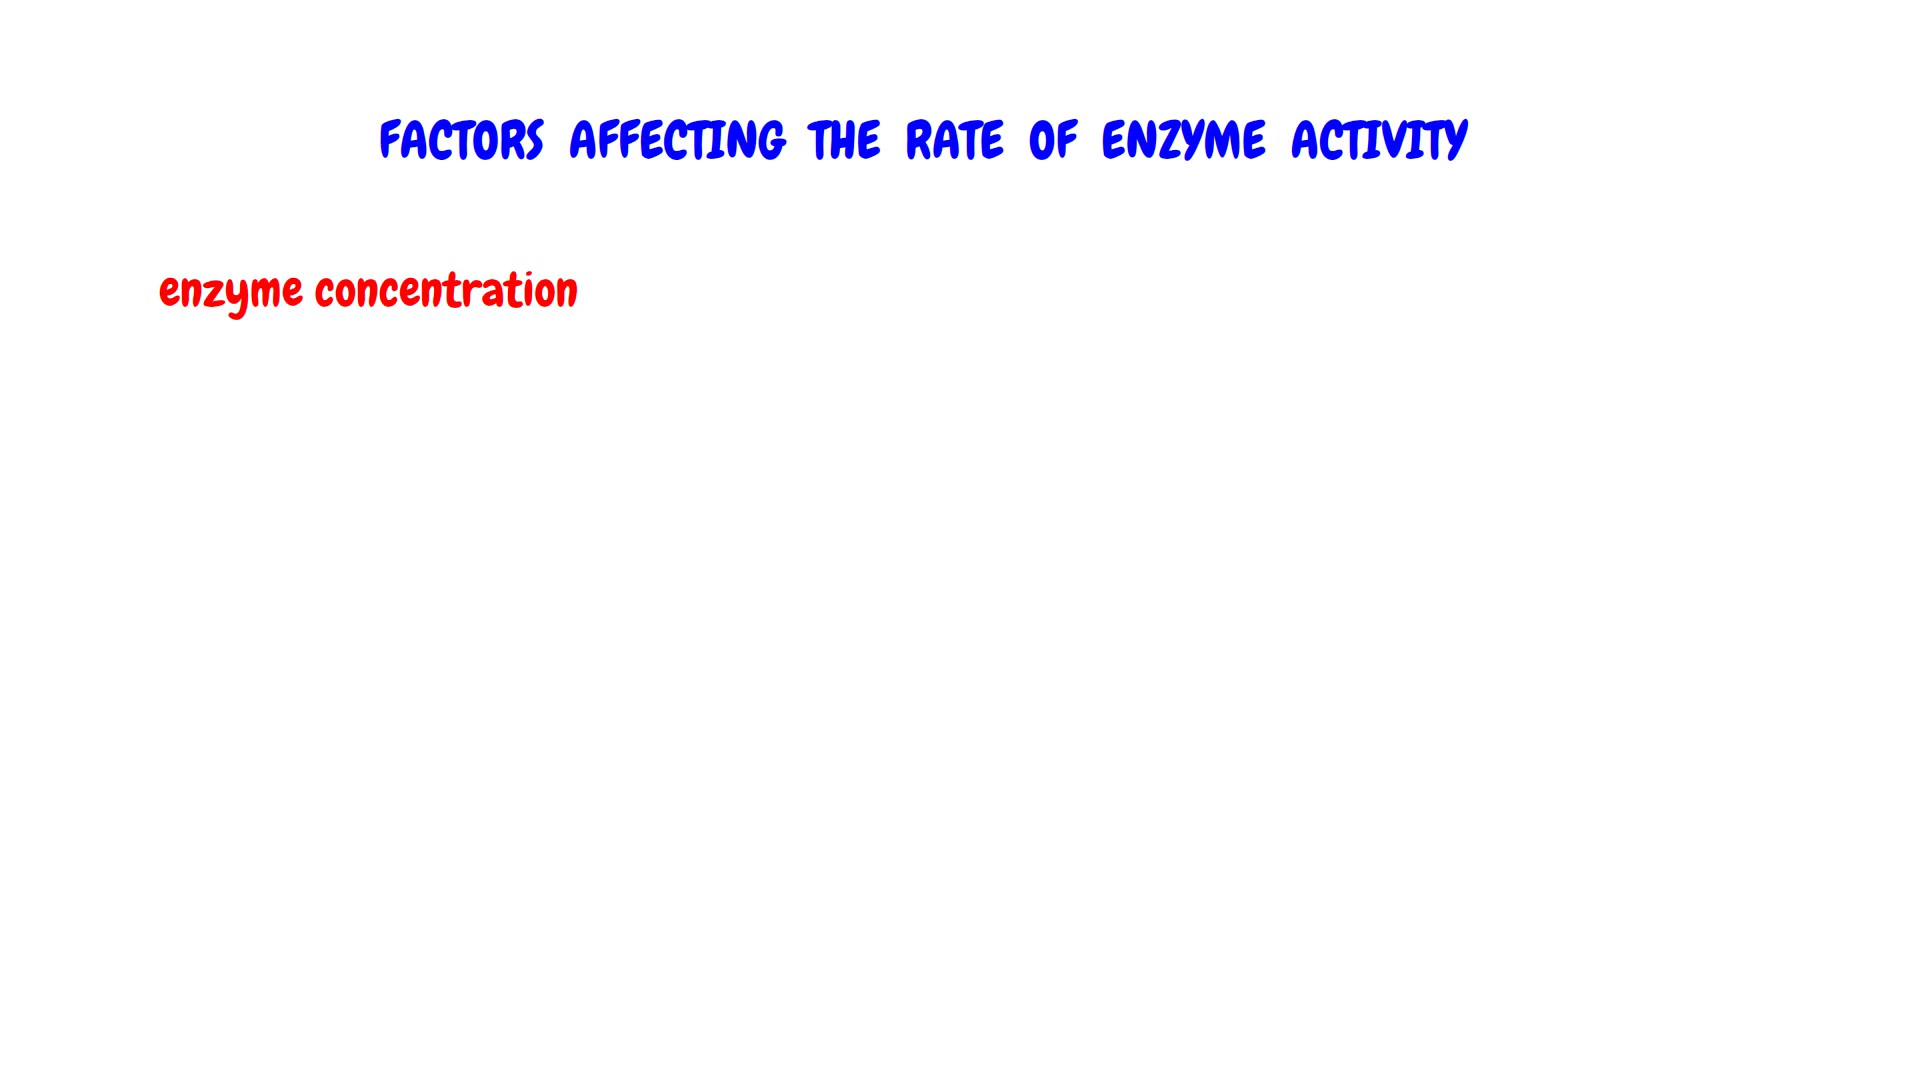 FACTORS AFFECTING THE RATE OF ENZYME ACTIVITY
enzyme concentration